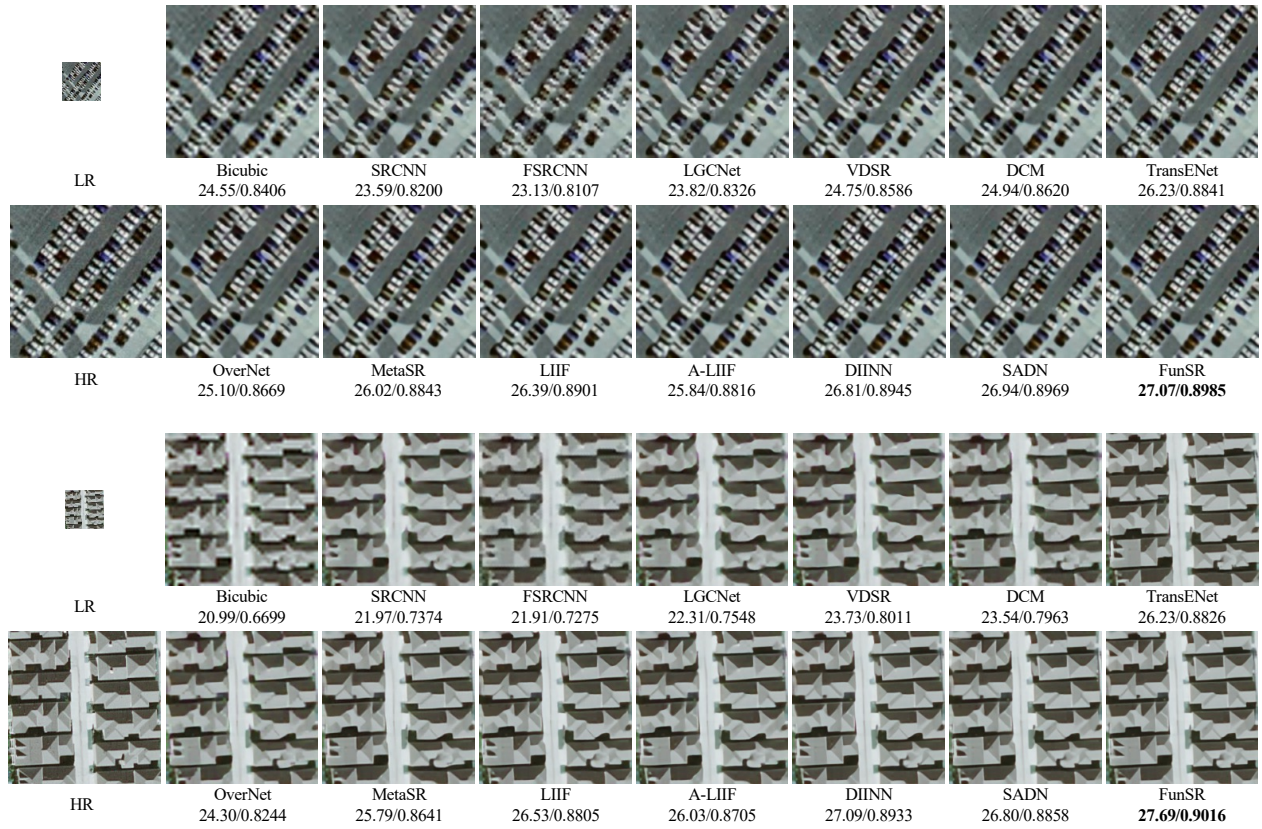 LR
Bicubic SRCNN FSRCNN LGCNet VDSR DCM TransENet
24.55/0.8406 23.59/0.8200 23.13/0.8107 23.82/0.8326 24.75/0.8586 24.94/0.8620 26.23/0.8841
HR
OverNet MetaSR LIIF A-LIIF DIINN SADN FunSR
25.10/0.8669 26.02/0.8843 26.39/0.8901 25.84/0.8816 26.81/0.8945 26.94/0.8969 27.07/0.8985
LR
Bicubic SRCNN FSRCNN LGCNet VDSR DCM TransENet
20.99/0.6699 21.97/0.7374 21.91/0.7275 22.31/0.7548 23.73/0.8011 23.54/0.7963 26.23/0.8826
HR
OverNet MetaSR LIIF A-LIIF DIINN SADN FunSR
24.30/0.8244 25.79/0.8641 26.53/0.8805 26.03/0.8705 27.09/0.8933 26.80/0.8858 27.69/0.9016